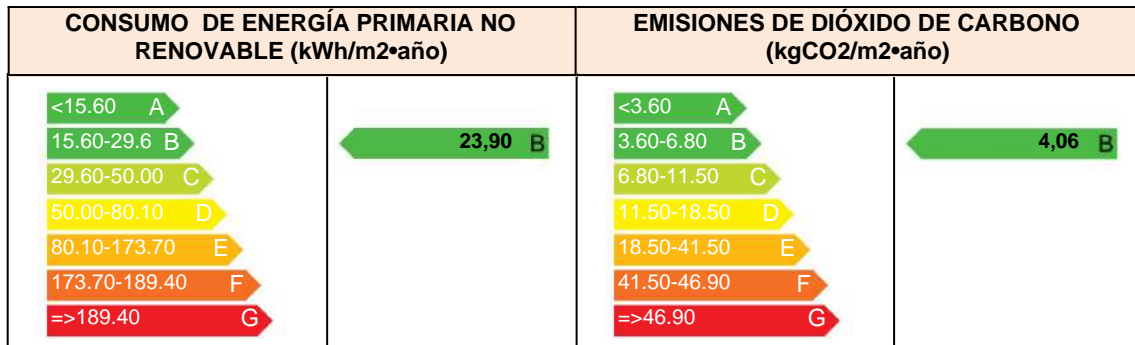 CONSUMO DE ENERGÍA PRIMARIA NO
RENOVABLE (kWh/m2•año)
EMISIONES DE DIÓXIDO DE CARBONO
(kgCO2/m2•año)
<15.60 A
15.60-29.6 B
29.60-50.00 C
50.00-80.10 D
80.10-173.70 E
173.70-189.40 F
=>189.40 G
23,90 B
<3.60 A
3.60-6.80 B
6.80-11.50 C
11.50-18.50 D
18.50-41.50 E
41.50-46.90 F
=>46.90 G
4,06 B